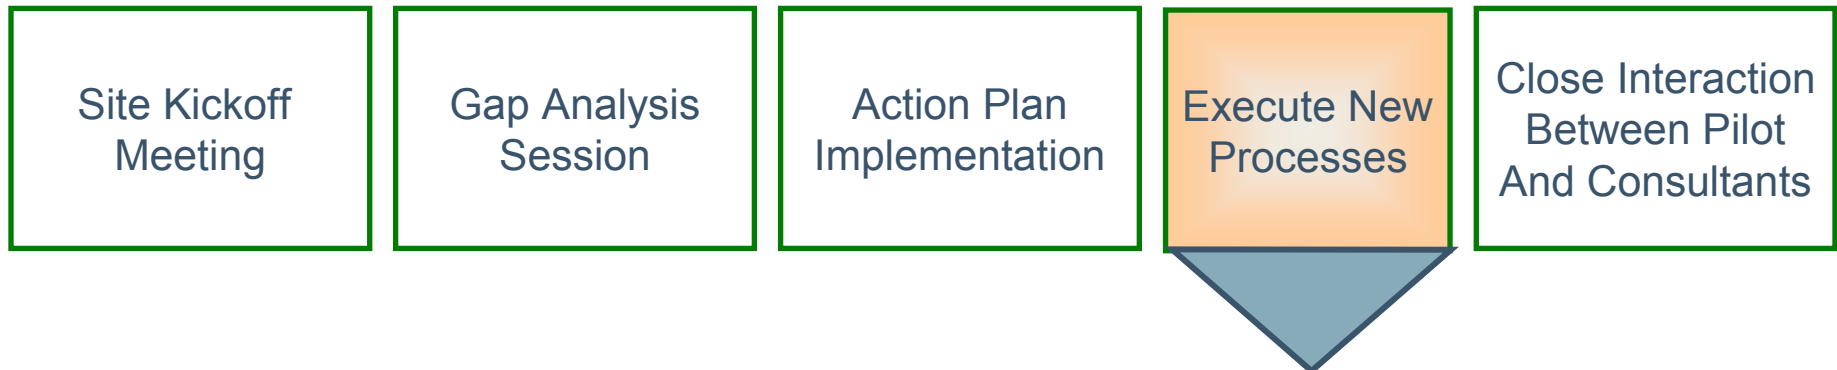 Site Kickoff
Meeting
Gap Analysis
Session
Action Plan
Implementation
Execute New
Processes
Close Interaction
Between Pilot
And Consultants